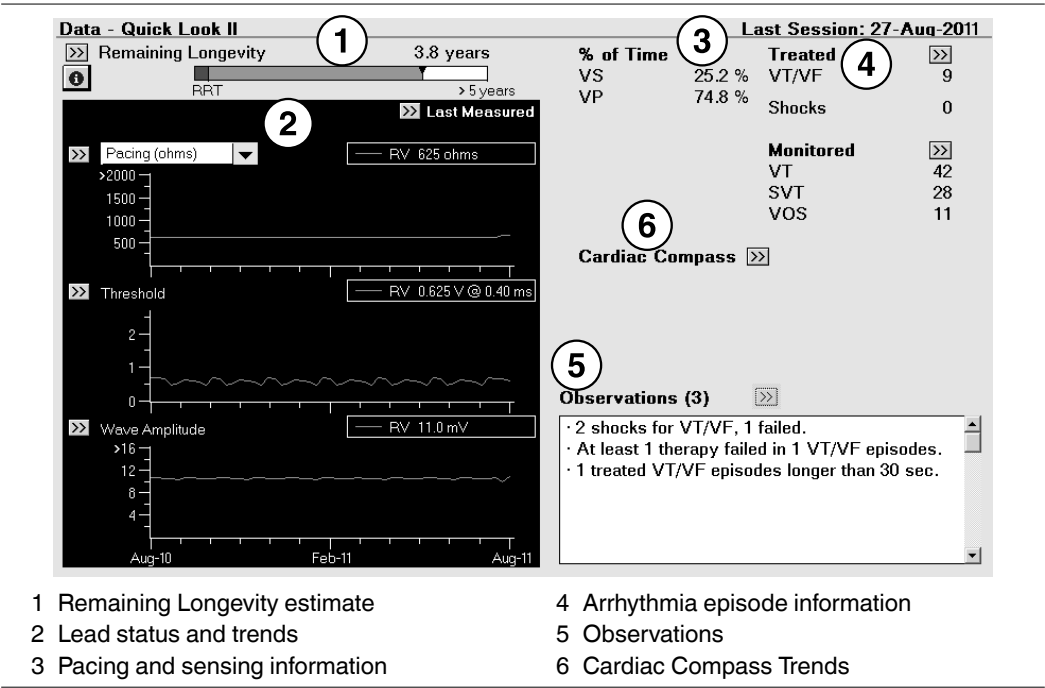 Data - Quick Look II
Last Session: 27-Aug-2011
1
>> Remaining Longevity 3.8 years
RRT >5 years
2
>> Last Measured
>> Pacing (ohms) RV 625 ohms
>2000
1500
1000
500
>> Threshold RV 0.625 V @ 0.40 ms
2
1
0
>> Wave Amplitude RV 11.0 mV
>16
12
8
4
Aug-10 Feb-11 Aug-11
3
% of Time
VS 25.2 %
VP 74.8 %
4
Treated >>
VT/VF 9
Shocks 0
Monitored >>
VT 42
SVT 28
VOS 11
6
Cardiac Compass >>
5
Observations (3) >>
· 2 shocks for VT/VF, 1 failed.
· At least 1 therapy failed in 1 VT/VF episodes.
· 1 treated VT/VF episodes longer than 30 sec.
1 Remaining Longevity estimate
2 Lead status and trends
3 Pacing and sensing information
4 Arrhythmia episode information
5 Observations
6 Cardiac Compass Trends